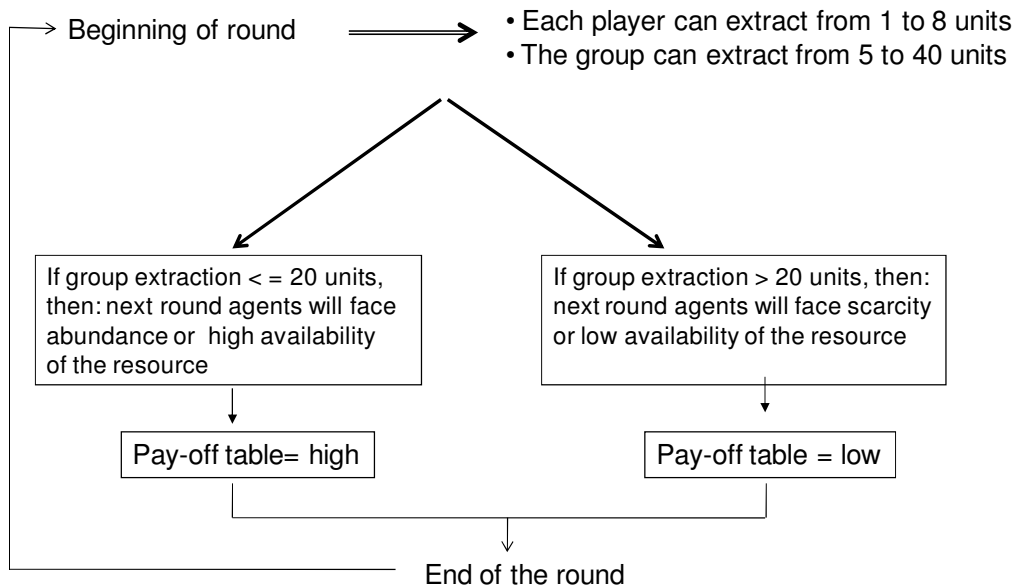 Beginning of round
• Each player can extract from 1 to 8 units
• The group can extract from 5 to 40 units
If group extraction < = 20 units,
then: next round agents will face
abundance or high availability
of the resource
If group extraction > 20 units, then:
next round agents will face scarcity
or low availability of the resource
Pay-off table= high
Pay-off table = low
End of the round